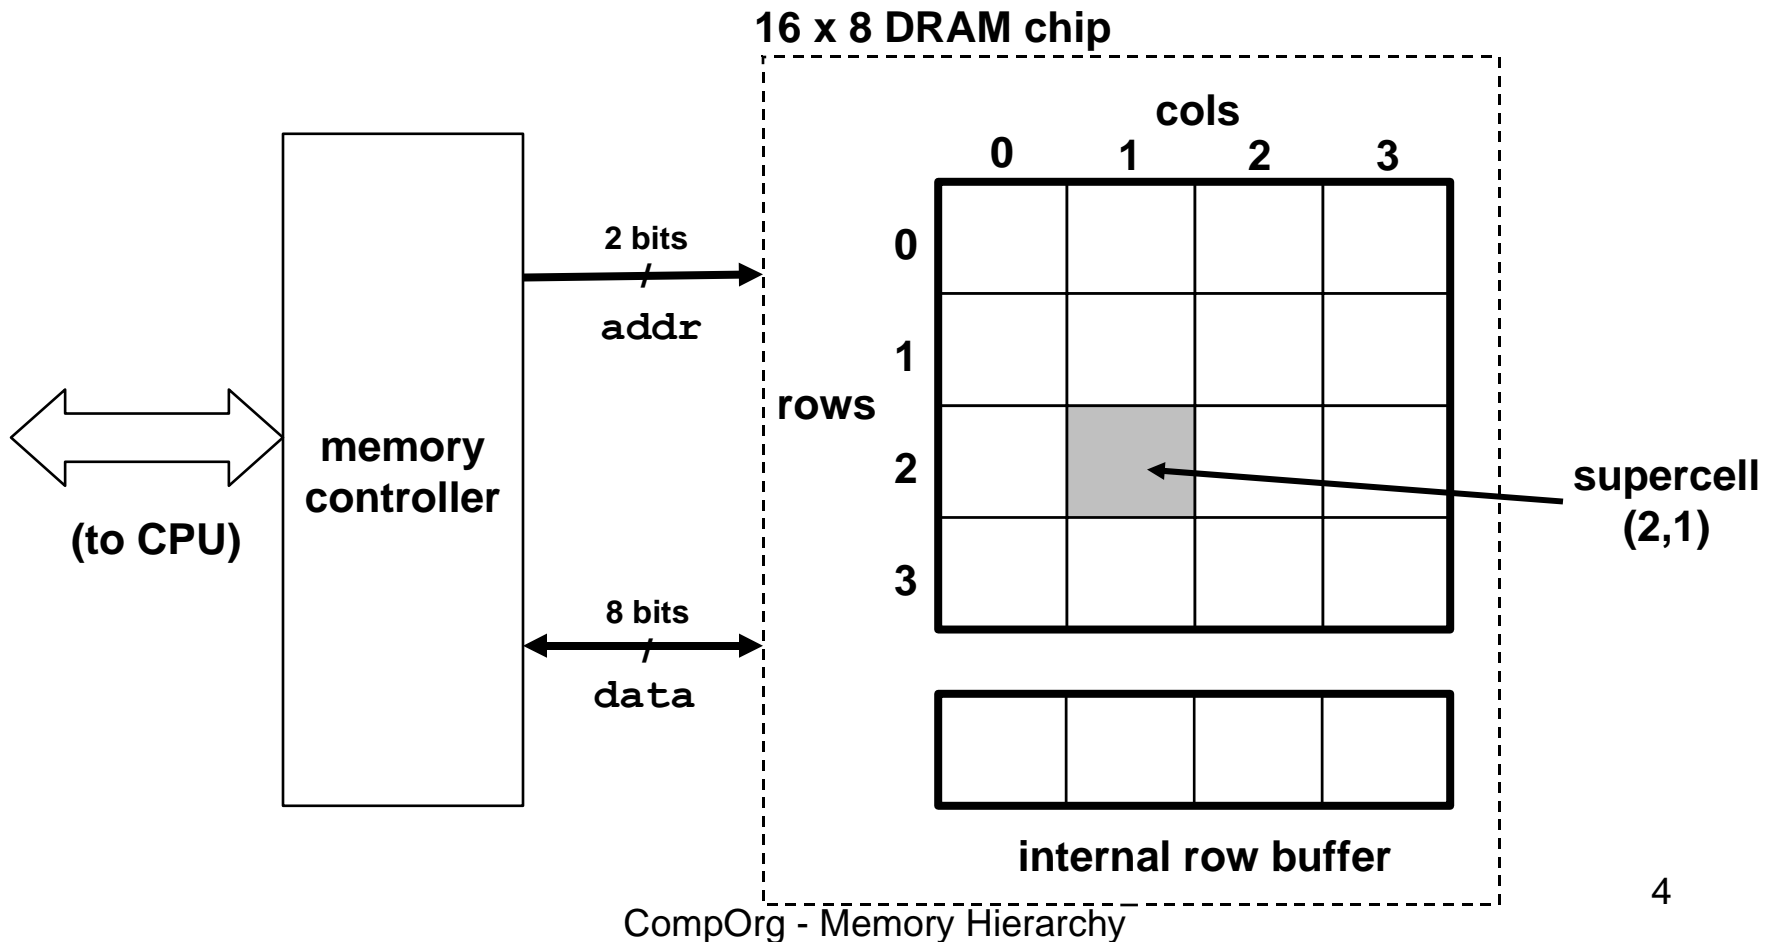 16 x 8 DRAM chip
cols
0 1 2 3
0
1
rows
2
3
2 bits
/
addr
memory
controller
(to CPU)
8 bits
/
data
supercell
(2,1)
internal row buffer
4
CompOrg - Memory Hierarchy